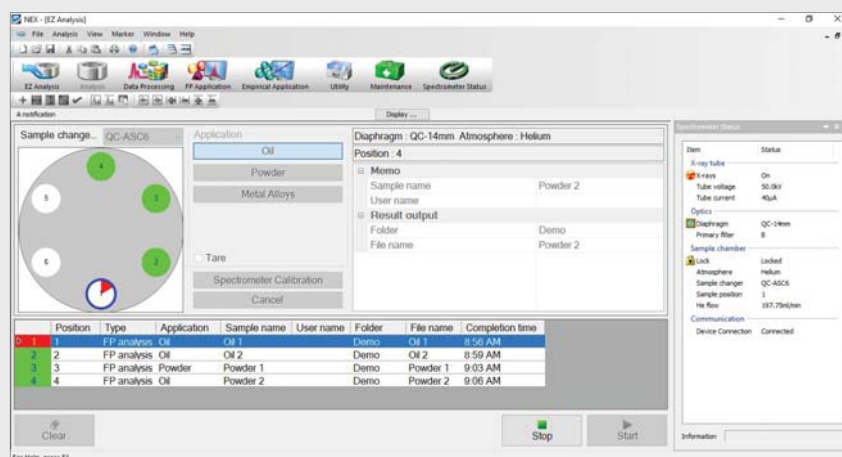 NEX - [EZ Analysis]
File Analysis View Marker Window Help
EZ Analysis Analysis Data Processing FP Application Empirical Application Utility Maintenance Spectrometer Status
A notification Display ...
Sample change... QC-ASC6
4
5 3
6 2
Application
Oil
Powder
Metal Alloys
Tare
Spectrometer Calibration
Cancel
Diaphragm : QC-14mm Atmosphere : Helium
Position : 4
Memo
Sample name Powder 2
User name
Result output
Folder Demo
File name Powder 2
Position Type Application Sample name User name Folder File name Completion time
1 1 FP analysis Oil Oil 1 Demo Oil 1 8:56 AM
2 2 FP analysis Oil Oil 2 Demo Oil 2 8:59 AM
3 3 FP analysis Powder Powder 1 Demo Powder 1 9:03 AM
4 4 FP analysis Oil Powder 2 Demo Powder 2 9:06 AM
Clear Stop Start
Spectrometer Status
Item Status
X-ray tube
X-rays On
Tube voltage 50.0kV
Tube current 40µA
Optics
Diaphragm QC-14mm
Primary filter B
Sample chamber
Lock Locked
Atmosphere Helium
Sample changer QC-ASC6
Sample position 1
He flow 197.75ml/min
Communication
Device Connection Connected
Information